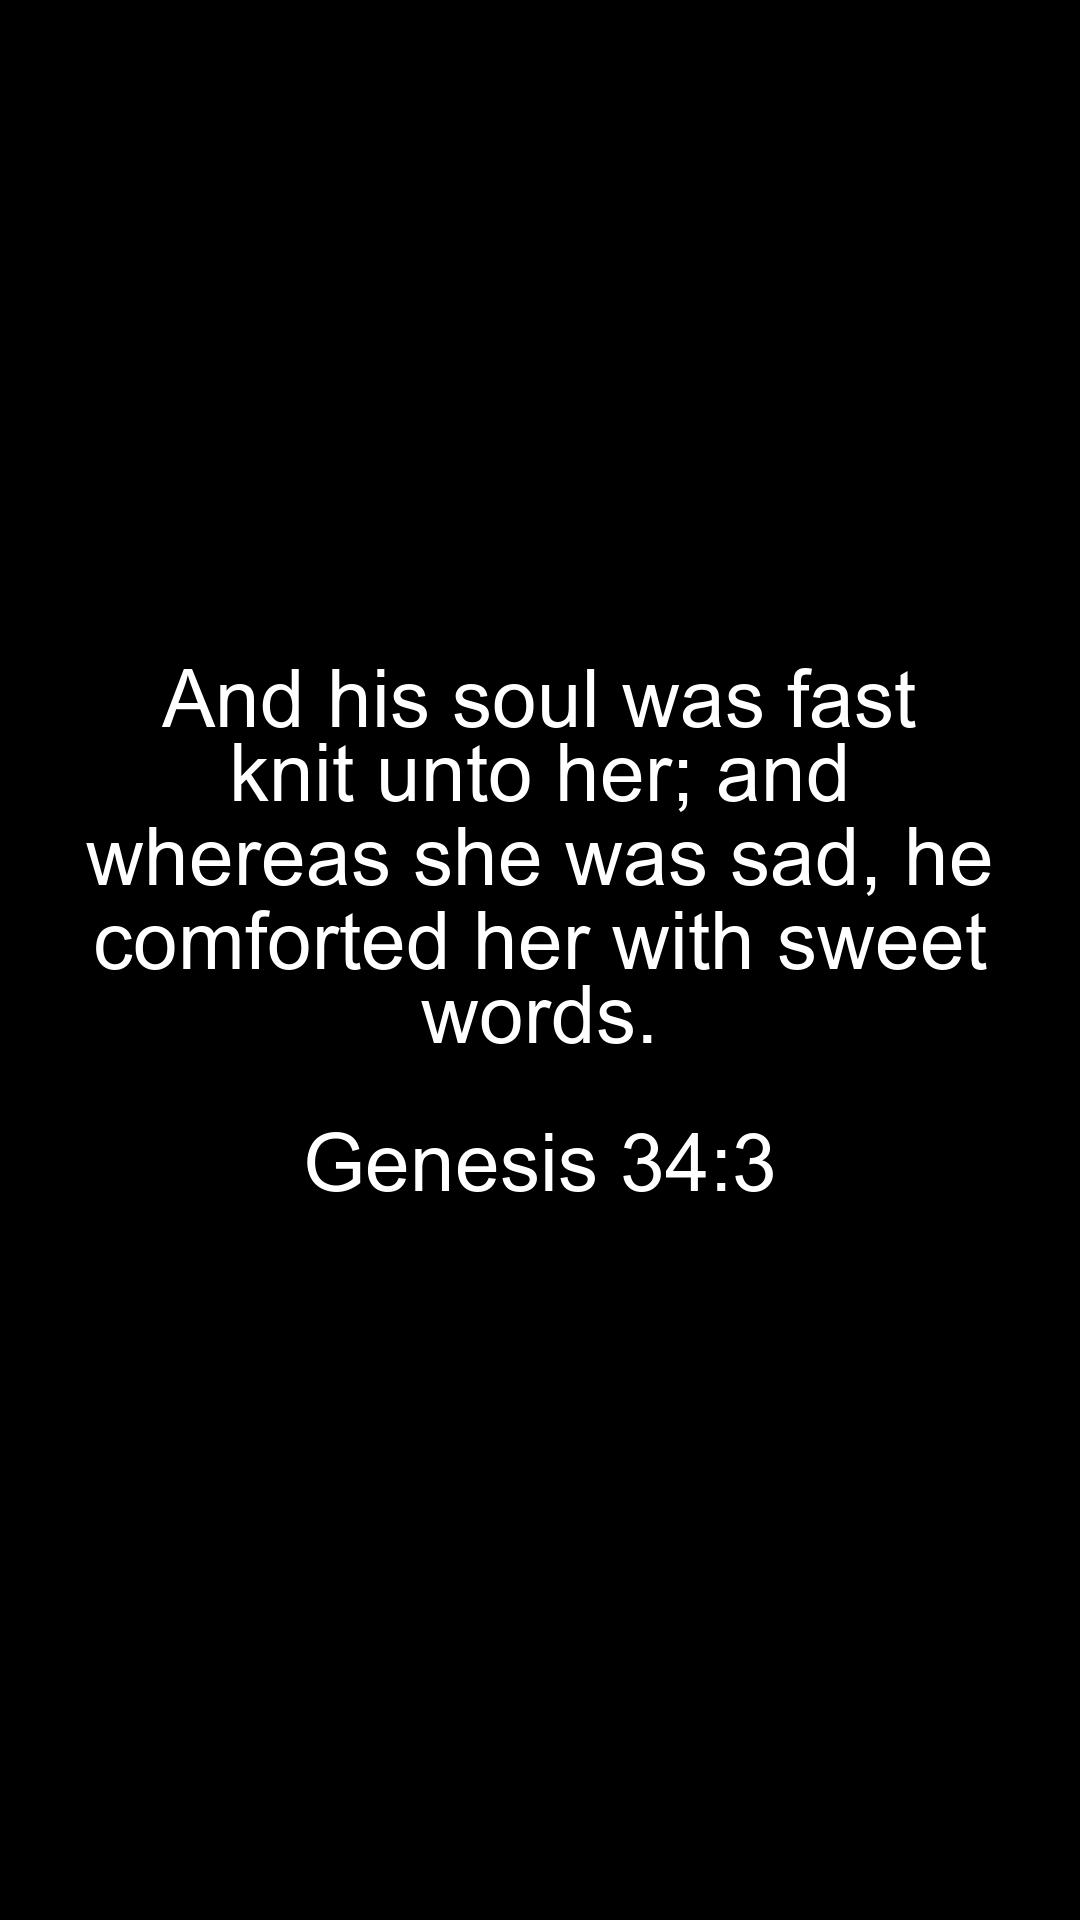 And his soul was fast
knit unto her; and
whereas she was sad, he
comforted her with sweet
words.
Genesis 34:3